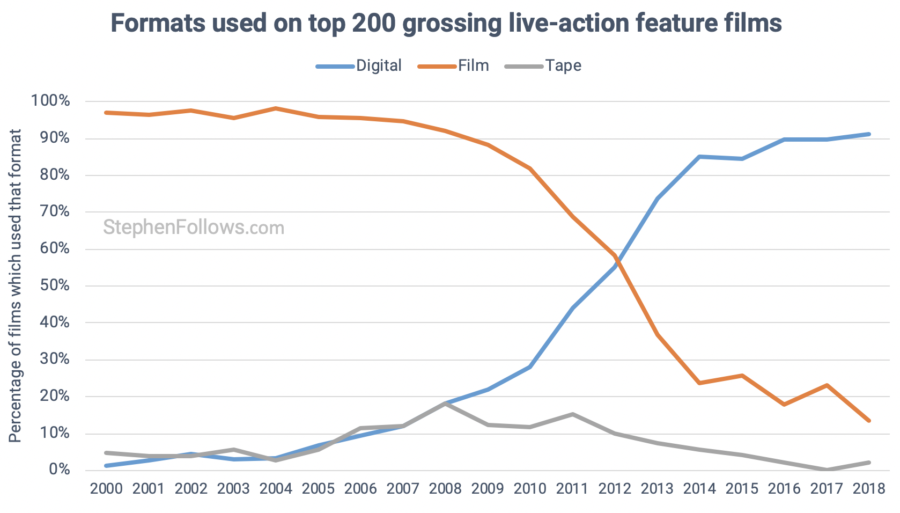 Formats used on top 200 grossing live-action feature films
Digital Film Tape
Percentage of films which used that format
100%
90%
80%
70%
60%
50%
40%
30%
20%
10%
0%
StephenFollows.com
2000 2001 2002 2003 2004 2005 2006 2007 2008 2009 2010 2011 2012 2013 2014 2015 2016 2017 2018